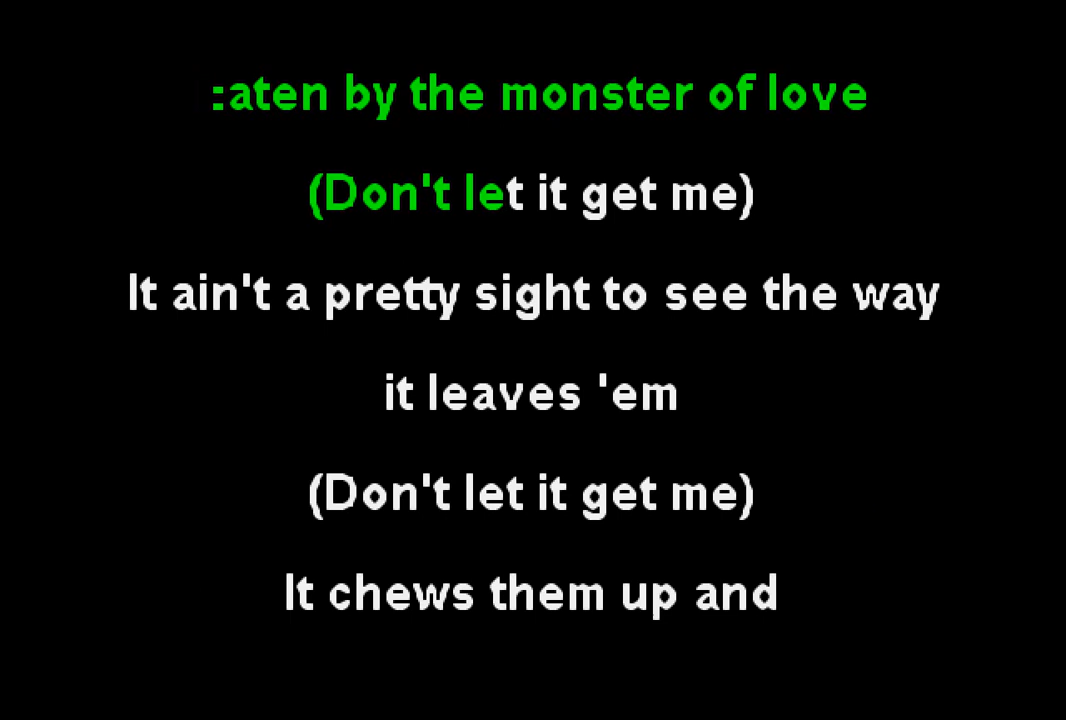 :aten by the monster of love
(Don't let it get me)
It ain't a pretty sight to see the way
it leaves 'em
(Don't let it get me)
It chews them up and